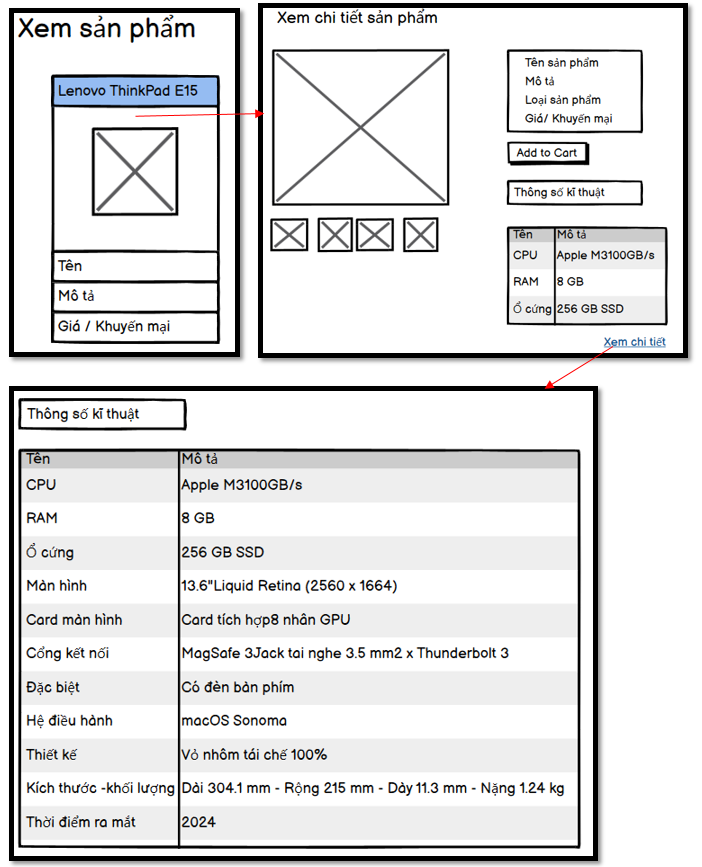 Xem sản phẩm
Lenovo ThinkPad E15
Tên
Mô tả
Giá / Khuyến mại
Xem chi tiết sản phẩm
Tên sản phẩm
Mô tả
Loại sản phẩm
Giá/ Khuyến mại
Add to Cart
Thông số kĩ thuật
Tên Mô tả
CPU Apple M3100GB/s
RAM 8 GB
Ổ cứng 256 GB SSD
Xem chi tiết
Thông số kĩ thuật
Tên Mô tả
CPU Apple M3100GB/s
RAM 8 GB
Ổ cứng 256 GB SSD
Màn hình 13.6"Liquid Retina (2560 x 1664)
Card màn hình Card tích hợp8 nhân GPU
Cổng kết nối MagSafe 3Jack tai nghe 3.5 mm2 x Thunderbolt 3
Đặc biệt Có đèn bàn phím
Hệ điều hành macOS Sonoma
Thiết kế Vỏ nhôm tái chế 100%
Kích thước -khối lượng Dài 304.1 mm - Rộng 215 mm - Dày 11.3 mm - Nặng 1.24 kg
Thời điểm ra mắt 2024